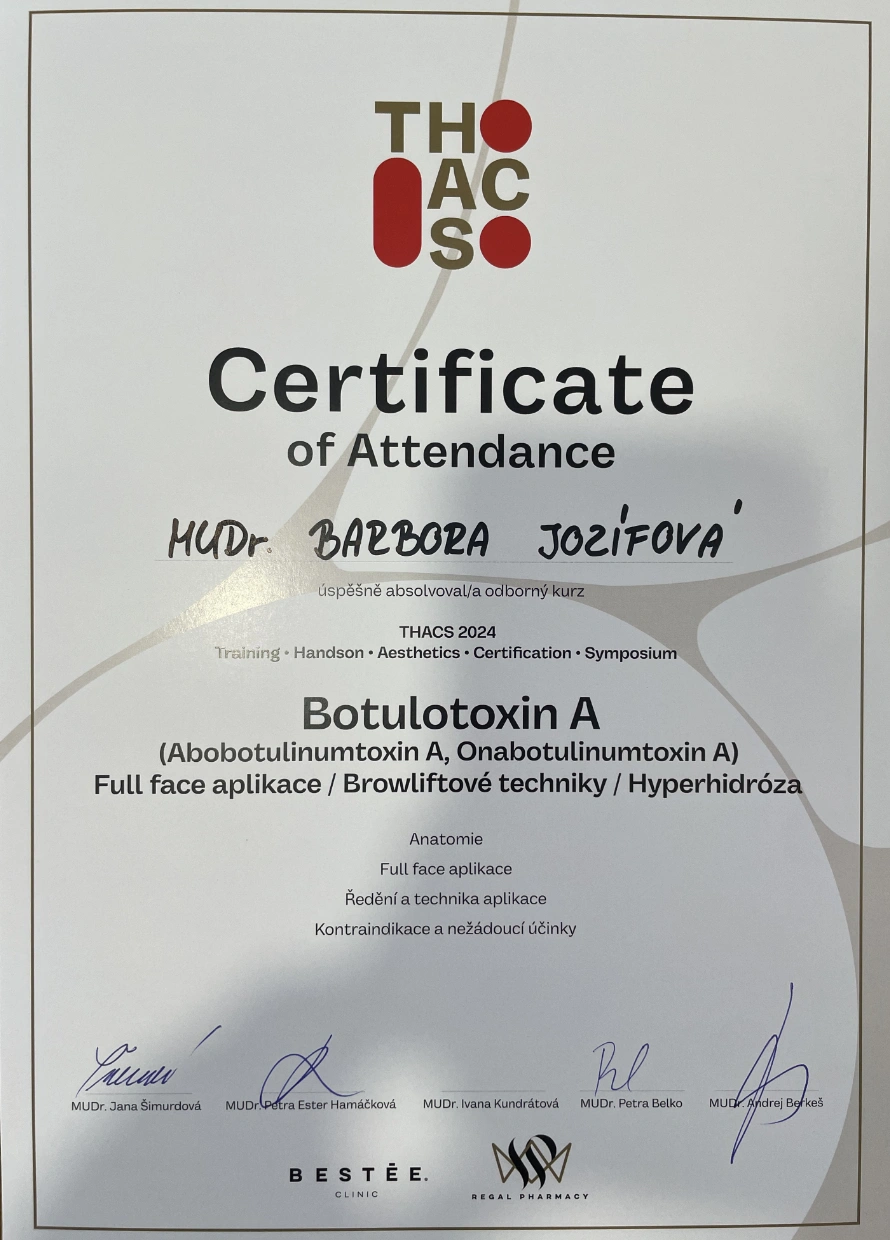 TH
AC
S
Certificate
of Attendance
MUDr. BARBORA JOZÍFOVÁ
úspěšně absolvoval/a odborný kurz
THACS 2024
Training • Handson • Aesthetics • Certification • Symposium
Botulotoxin A
(Abobotulinumtoxin A, Onabotulinumtoxin A)
Full face aplikace / Browliftové techniky / Hyperhidróza
Anatomie
Full face aplikace
Ředění a technika aplikace
Kontraindikace a nežádoucí účinky
MUDr. Jana Šimurdová MUDr. Petra Ester Hamáčková MUDr. Ivana Kundrátová MUDr. Petra Belko MUDr. Andrej Berkeš
BESTĒE.
CLINIC
REGAL PHARMACY